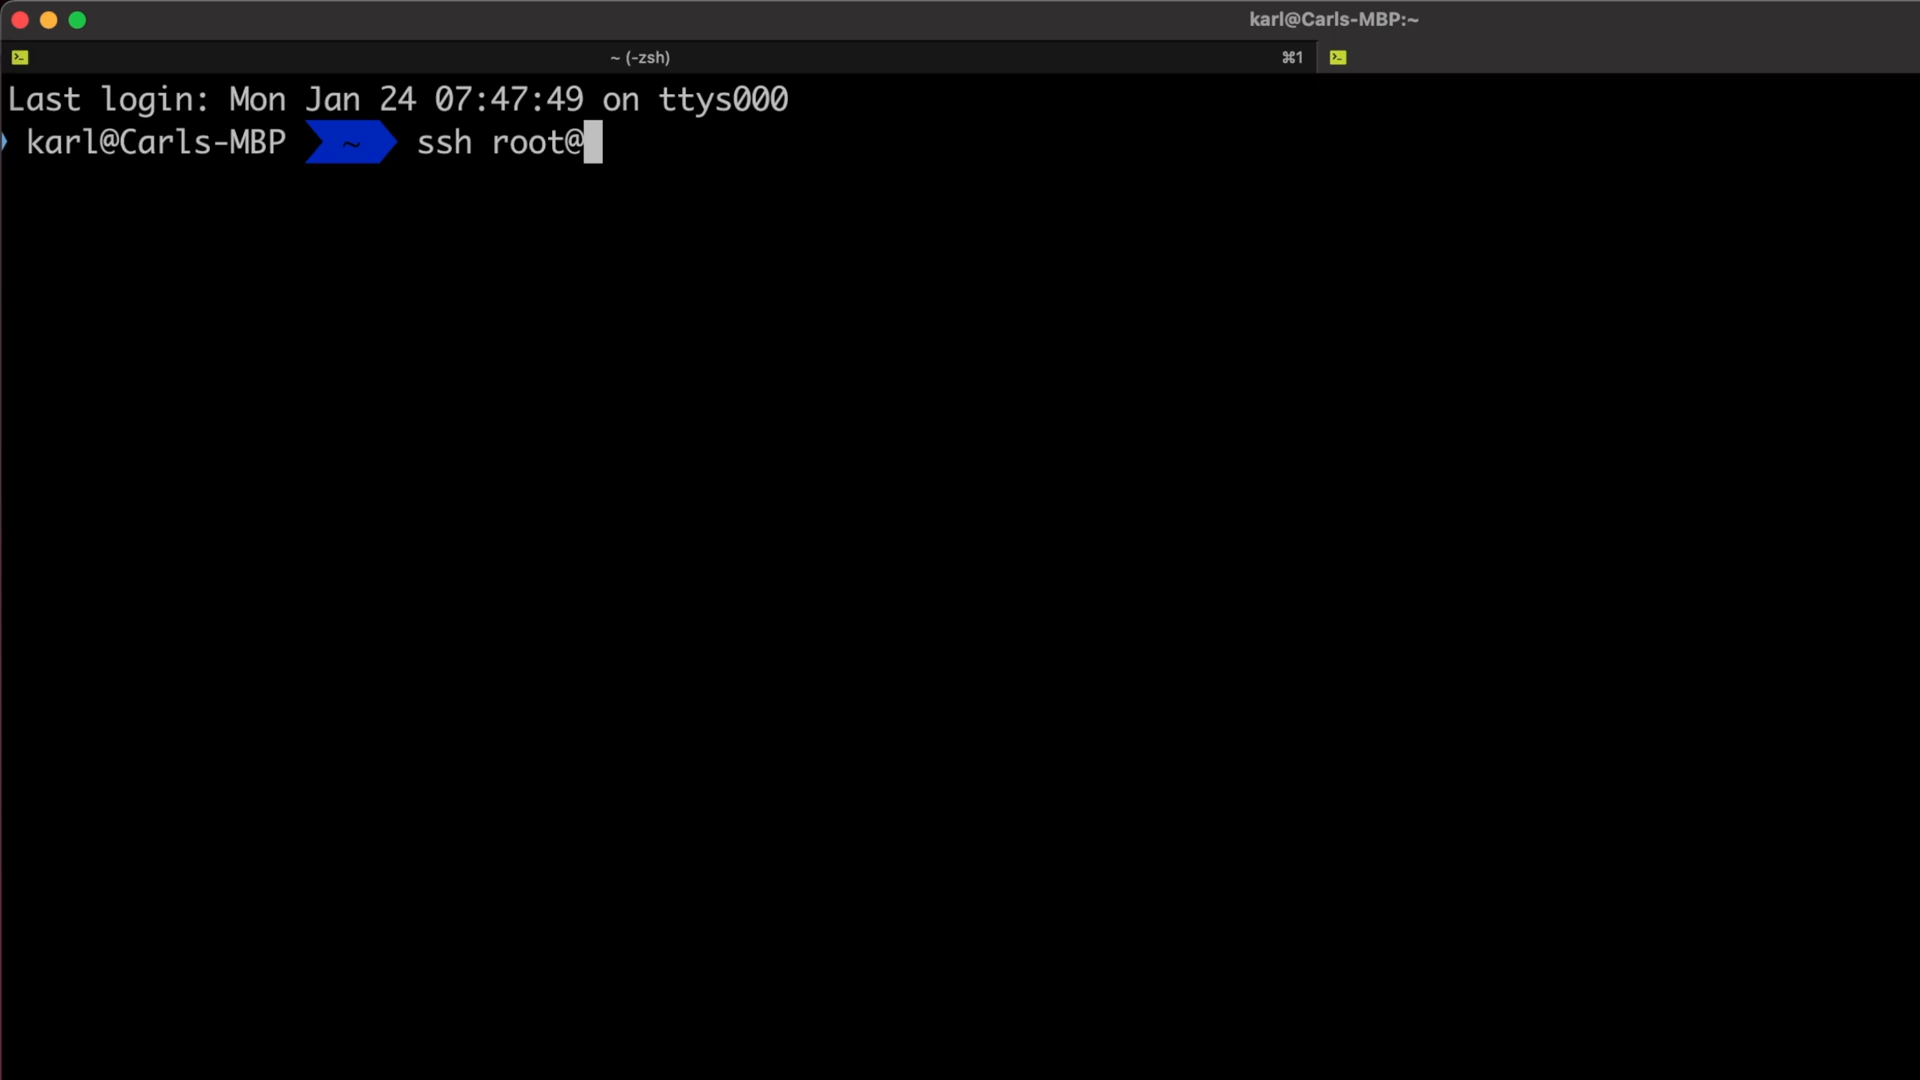 karl@Carls-MBP:~
~ (-zsh)
⌘1
Last login: Mon Jan 24 07:47:49 on ttys000
karl@Carls-MBP ~ ssh root@